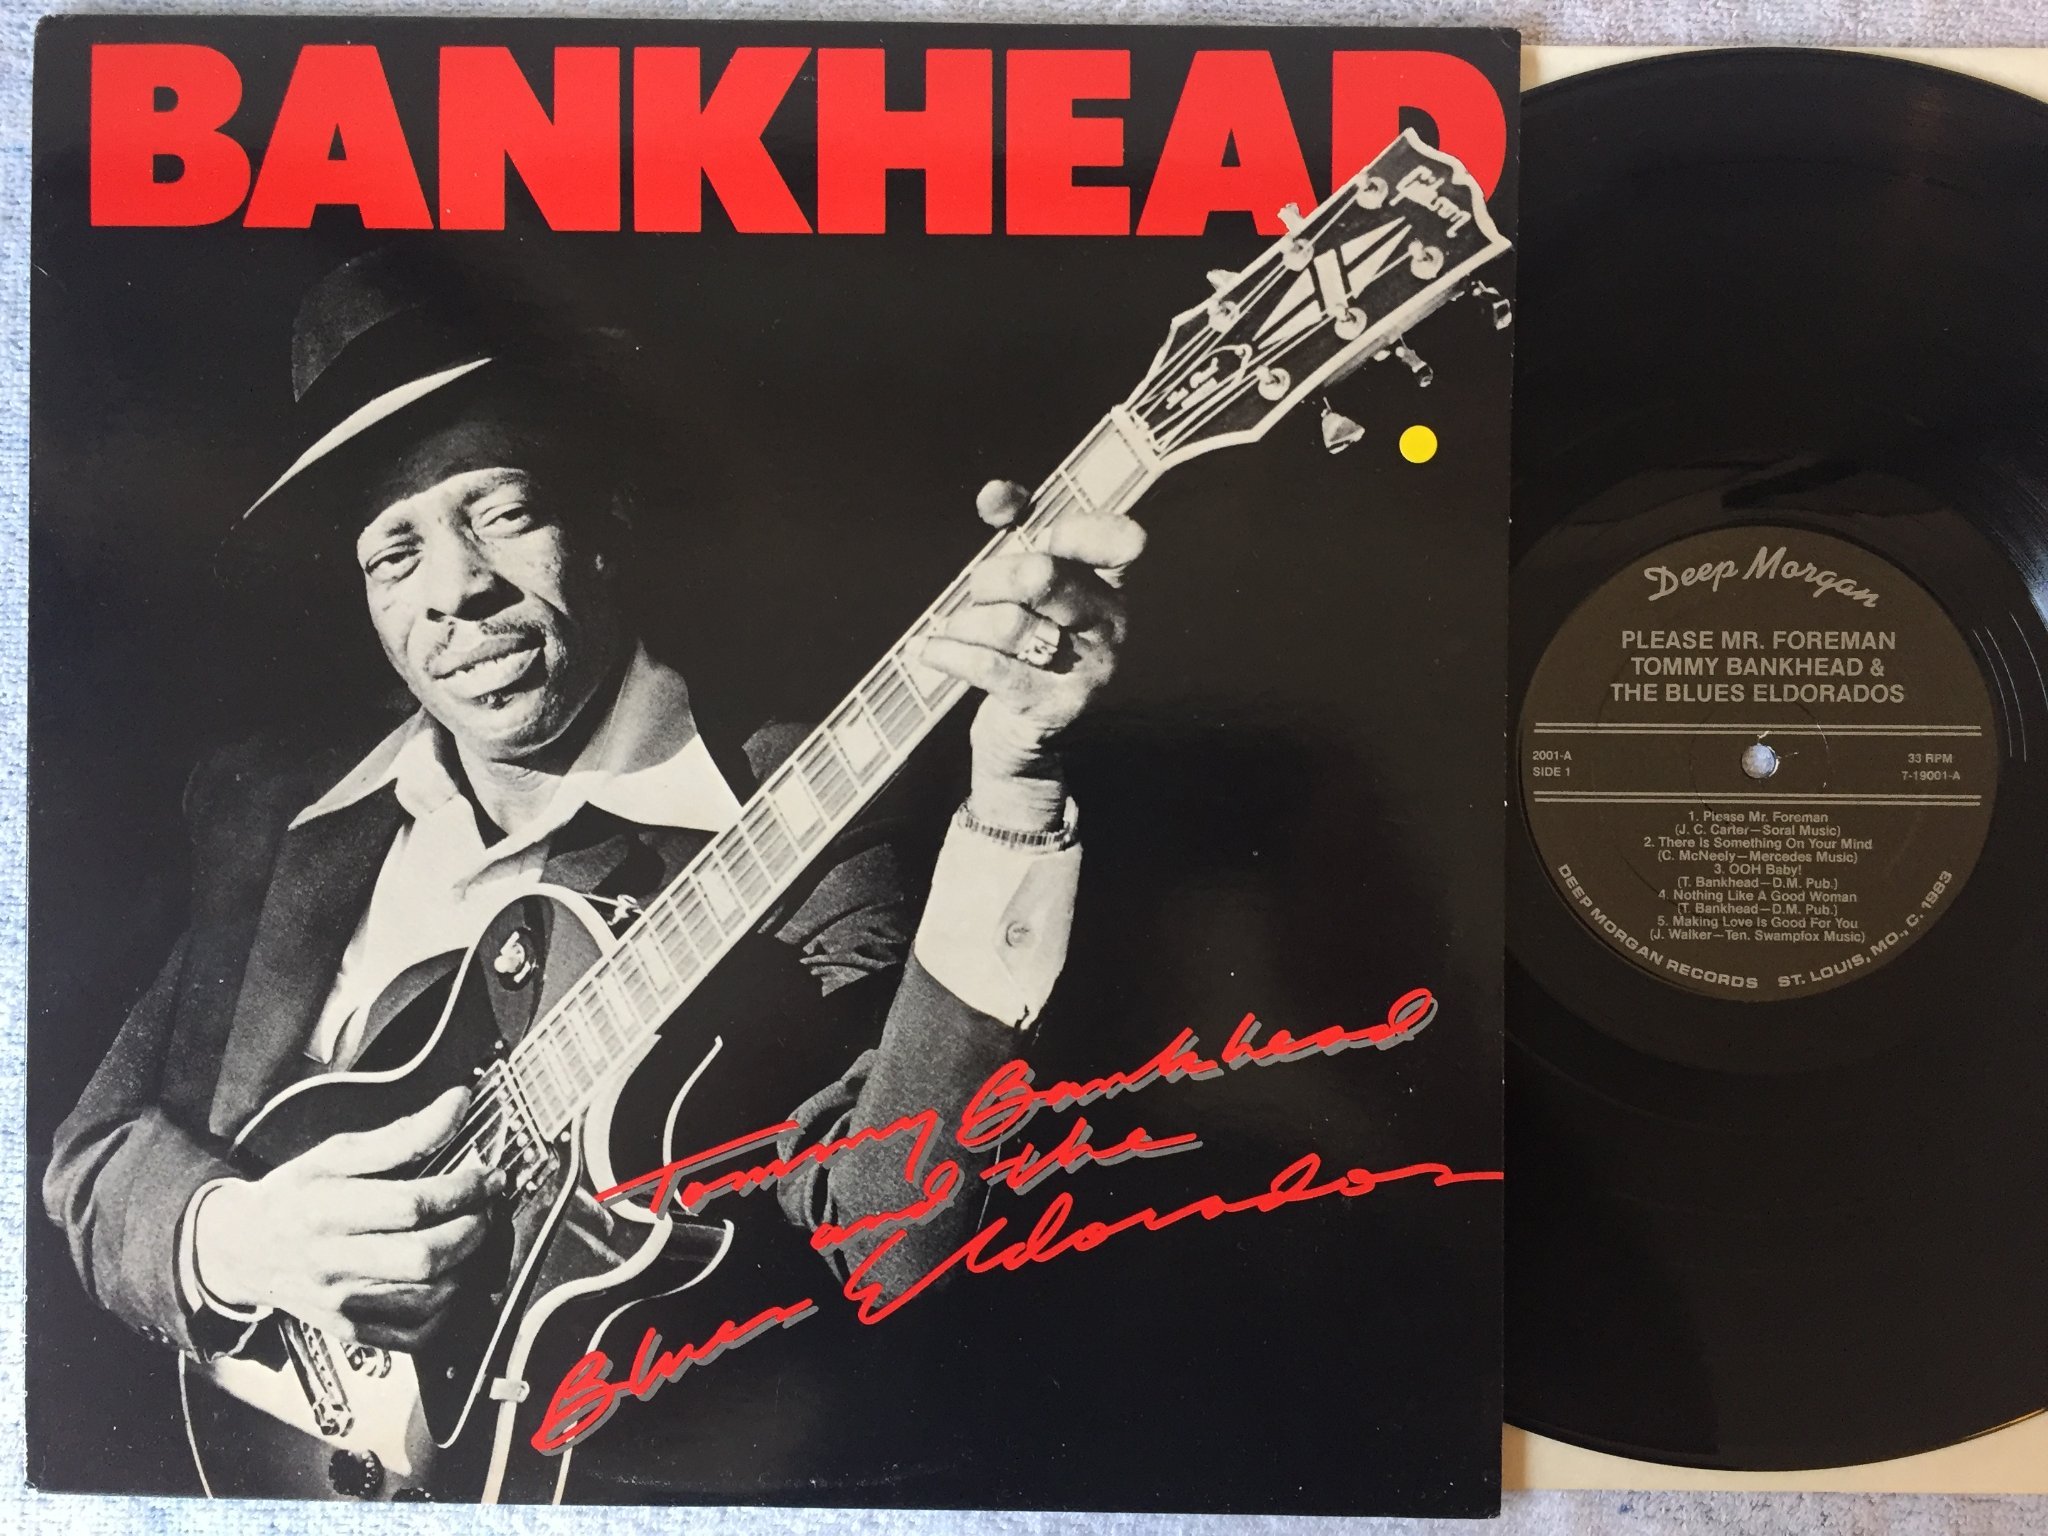 BANKHEAD
Gibson
Tommy Bankhead
and the
Blues Eldorados
Deep Morgan
PLEASE MR. FOREMAN
TOMMY BANKHEAD &
THE BLUES ELDORADOS
2001-A
SIDE 1
33 RPM
7-19001-A
1. Please Mr. Foreman
(J. C. Carter—Soral Music)
2. There Is Something On Your Mind
(C. McNeely—Mercedes Music)
3. OOH Baby!
(T. Bankhead—D.M. Pub.)
4. Nothing Like A Good Woman
(T. Bankhead—D.M. Pub.)
5. Making Love Is Good For You
(J. Walker—Ten. Swampfox Music)
DEEP MORGAN RECORDS ST. LOUIS, MO., C. 1983